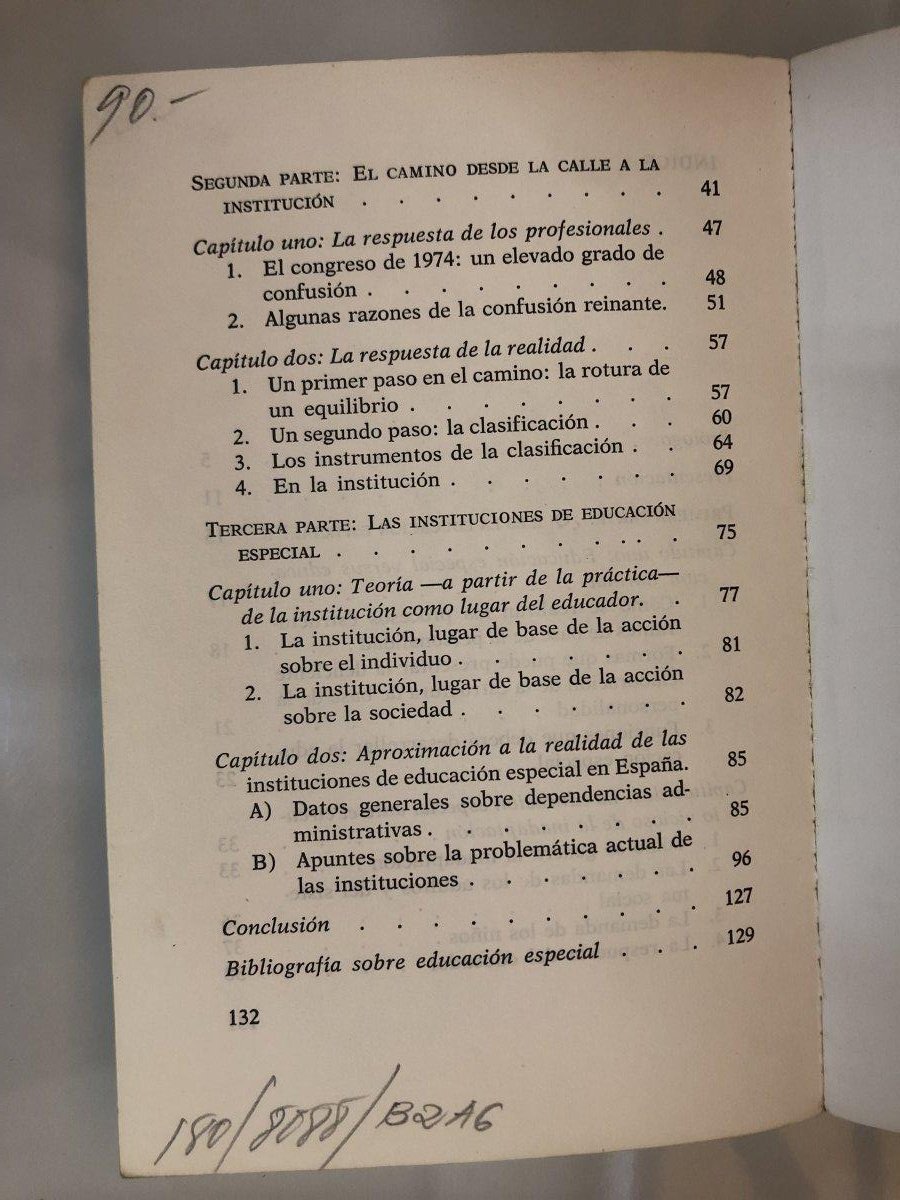 90.-
SEGUNDA PARTE: EL CAMINO DESDE LA CALLE A LA
INSTITUCIÓN . . . . . . . . . 41
Capítulo uno: La respuesta de los profesionales . 47
1. El congreso de 1974: un elevado grado de
confusión . . . . . . . . . 48
2. Algunas razones de la confusión reinante. 51
Capítulo dos: La respuesta de la realidad . . . 57
1. Un primer paso en el camino: la rotura de
un equilibrio . . . . . . . . 57
2. Un segundo paso: la clasificación . . . 60
3. Los instrumentos de la clasificación . . 64
4. En la institución . . . . . . . 69
TERCERA PARTE: LAS INSTITUCIONES DE EDUCACIÓN
ESPECIAL . . . . . . . . . . 75
Capítulo uno: Teoría —a partir de la práctica—
de la institución como lugar del educador. . 77
1. La institución, lugar de base de la acción
sobre el individuo . . . . . . . 81
2. La institución, lugar de base de la acción
sobre la sociedad . . . . . . . 82
Capítulo dos: Aproximación a la realidad de las
instituciones de educación especial en España. 85
A) Datos generales sobre dependencias ad-
ministrativas . . . . . . . . 85
B) Apuntes sobre la problemática actual de
las instituciones . . . . . . . 96
Conclusión . . . . . . . . . . 127
Bibliografía sobre educación especial . . . 129
132
180/8088/B2A6